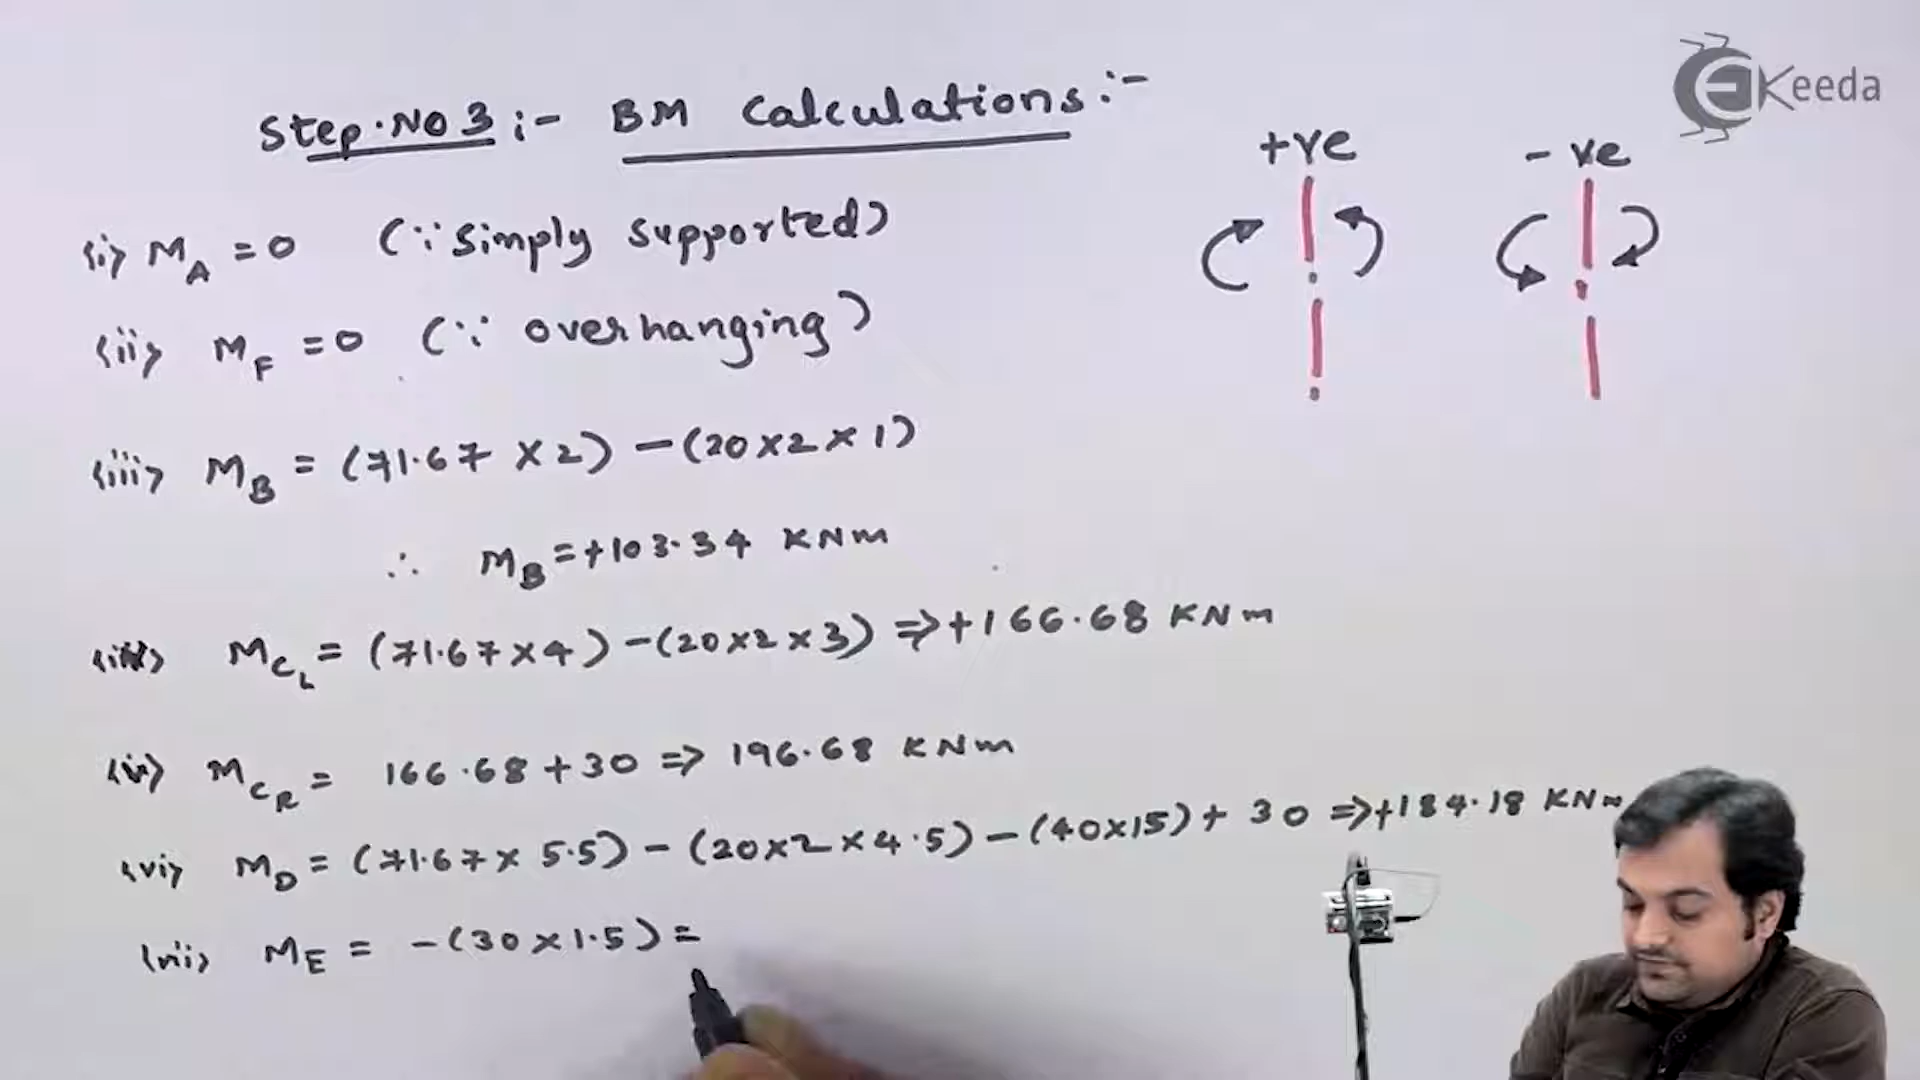 EKeeda
Step.No 3 :- BM Calculations :-
+ve - ve
(i) MA = 0 (∵ Simply supported)
(ii) MF = 0 (∵ overhanging)
(iii) MB = (71.67 × 2) - (20 × 2 × 1)
∴ MB = +103.34 KNm
(iv) MCL = (71.67 × 4) - (20 × 2 × 3) ⇒ +166.68 KNm
(v) MCR = 166.68 + 30 ⇒ 196.68 KNm
(vi) MD = (71.67 × 5.5) - (20 × 2 × 4.5) - (40 × 15) + 30 ⇒ +184.18 KNm
(vii) ME = -(30 × 1.5) =